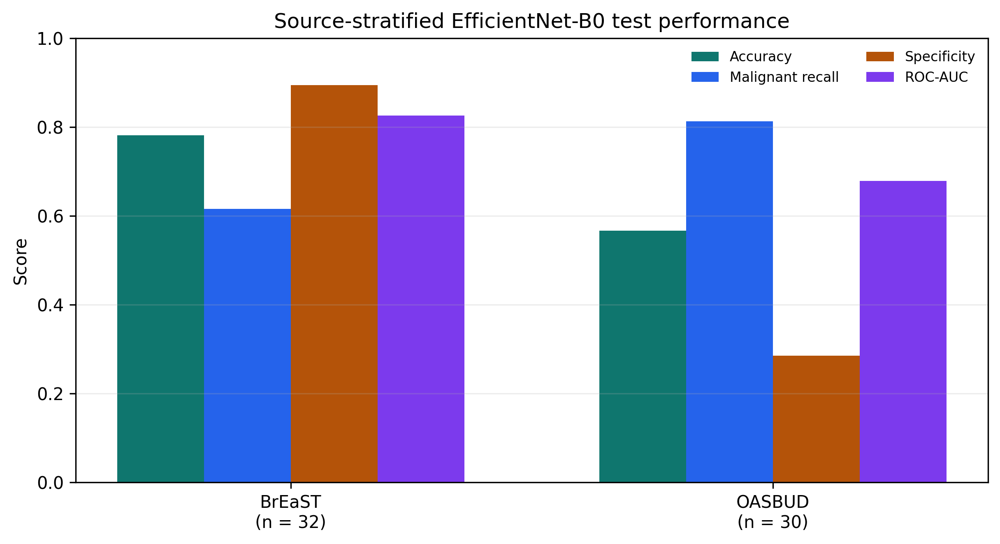 Source-stratified EfficientNet-B0 test performance
1.0
0.8
0.6
0.4
0.2
0.0
Score
Accuracy
Malignant recall
Specificity
ROC-AUC
BrEaST
(n = 32)
OASBUD
(n = 30)